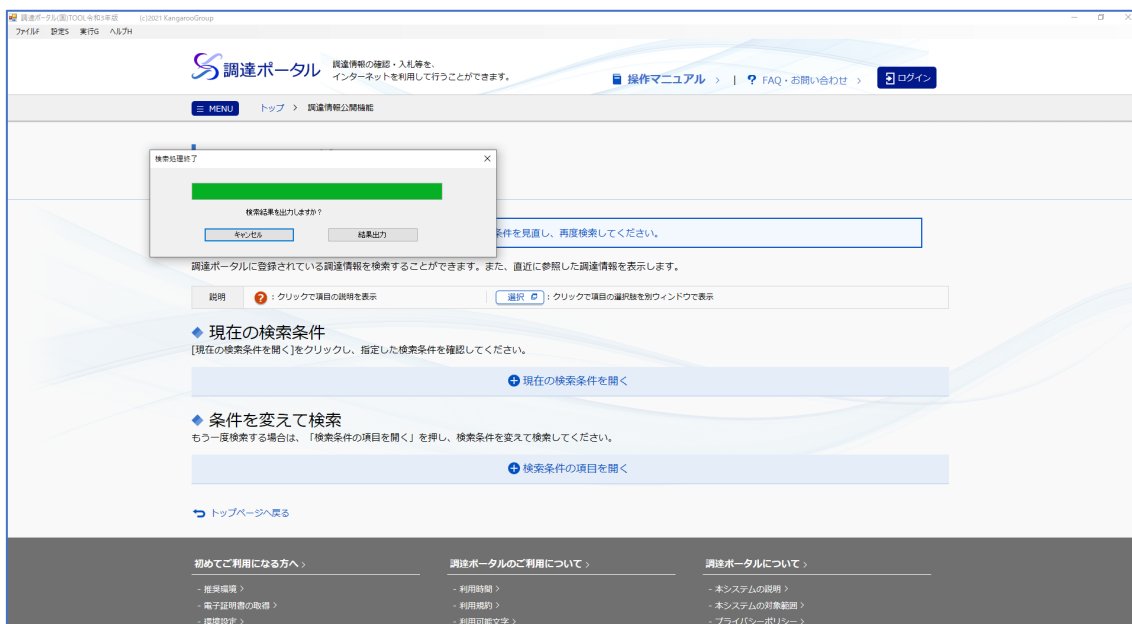 調達ポータル(国)TOOL令和3年版 (c)2021 KangarooGroup
ファイルF 設定S 実行G ヘルプH
調達ポータル
調達情報の確認・入札等を、
インターネットを利用して行うことができます。
操作マニュアル > | ? FAQ・お問い合わせ > ログイン
≡ MENU トップ > 調達情報公開機能
検索処理終了
検索結果を出力しますか?
キャンセル 結果出力
条件を見直し、再度検索してください。
調達ポータルに登録されている調達情報を検索することができます。また、直近に参照した調達情報を表示します。
説明 ?:クリックで項目の説明を表示 選択:クリックで項目の選択肢を別ウィンドウで表示
現在の検索条件
[現在の検索条件を開く]をクリックし、指定した検索条件を確認してください。
現在の検索条件を開く
条件を変えて検索
もう一度検索する場合は、「検索条件の項目を開く」を押し、検索条件を変えて検索してください。
検索条件の項目を開く
トップページへ戻る
初めてご利用になる方へ > 調達ポータルのご利用について > 調達ポータルについて >
- 推奨環境 > - 利用時間 > - 本システムの説明 >
- 電子証明書の取得 > - 利用規約 > - 本システムの対象範囲 >
- 環境設定 > - 利用可能文字 > - プライバシーポリシー >